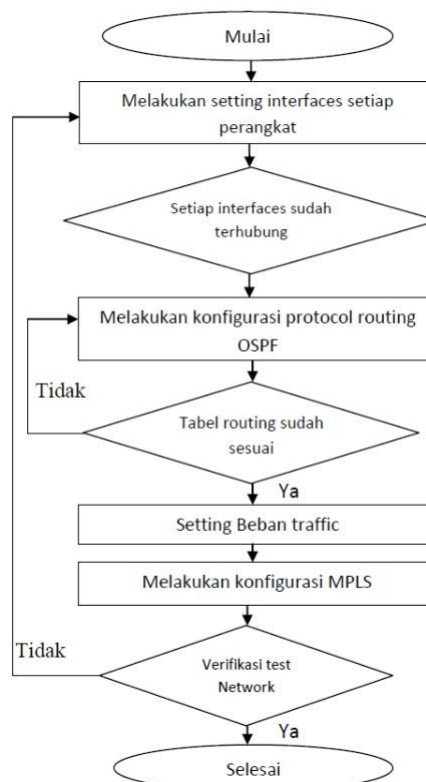 Mulai
Melakukan setting interfaces setiap
perangkat
Setiap interfaces sudah
terhubung
Melakukan konfigurasi protocol routing
OSPF
Tidak
Tabel routing sudah
sesuai
Ya
Setting Beban traffic
Melakukan konfigurasi MPLS
Tidak
Verifikasi test
Network
Ya
Selesai